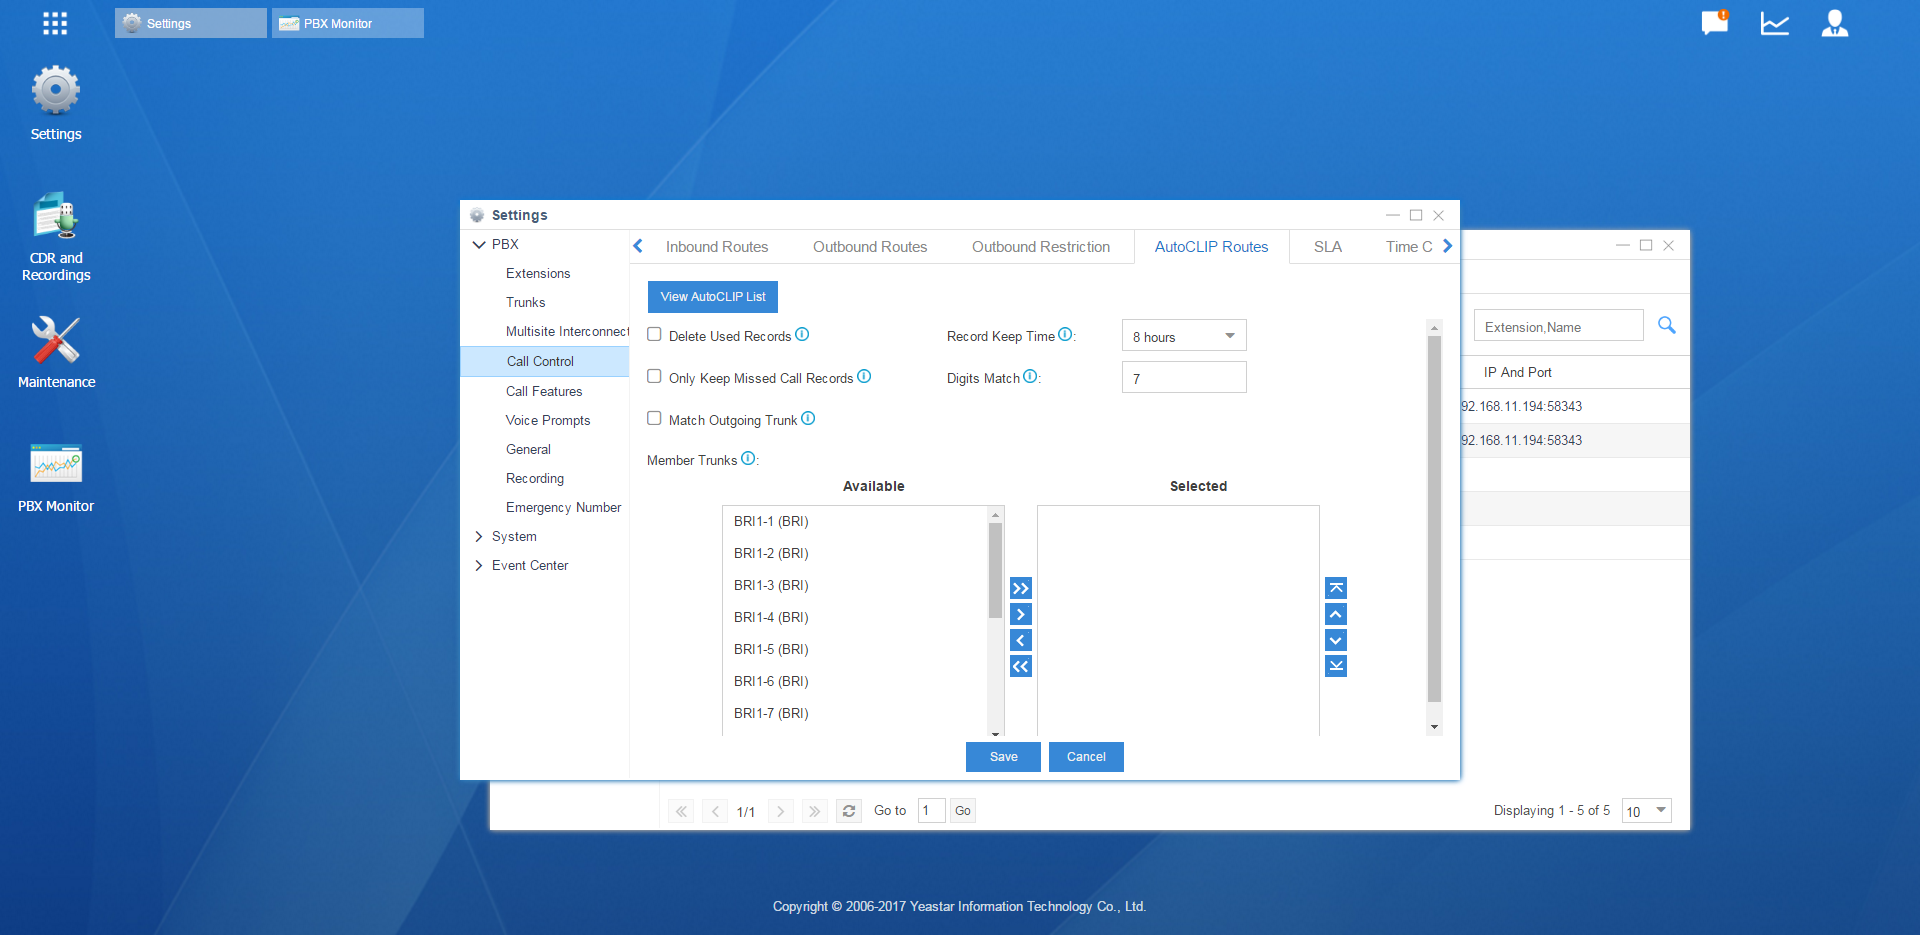 Settings
PBX Monitor
Settings
CDR and
Recordings
Maintenance
PBX Monitor
Settings
PBX
Extensions
Trunks
Multisite Interconnect
Call Control
Call Features
Voice Prompts
General
Recording
Emergency Number
System
Event Center
Inbound Routes
Outbound Routes
Outbound Restriction
AutoCLIP Routes
SLA
Time C
View AutoCLIP List
Delete Used Records
Record Keep Time :
8 hours
Only Keep Missed Call Records
Digits Match :
7
Match Outgoing Trunk
Member Trunks :
Available
Selected
BRI1-1 (BRI)
BRI1-2 (BRI)
BRI1-3 (BRI)
BRI1-4 (BRI)
BRI1-5 (BRI)
BRI1-6 (BRI)
BRI1-7 (BRI)
Save
Cancel
Extension,Name
IP And Port
92.168.11.194:58343
92.168.11.194:58343
1/1
Go to
1
Go
Displaying 1 - 5 of 5
10
Copyright © 2006-2017 Yeastar Information Technology Co., Ltd.